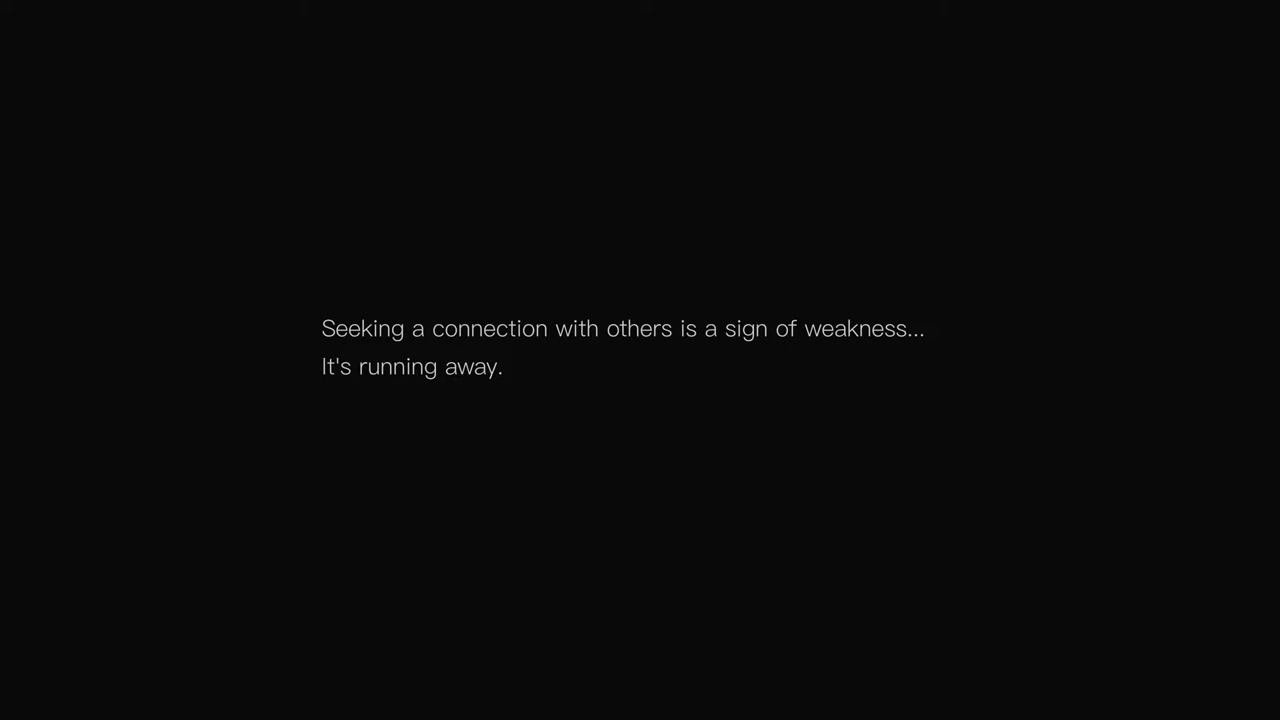 Seeking a connection with others is a sign of weakness...
It's running away.